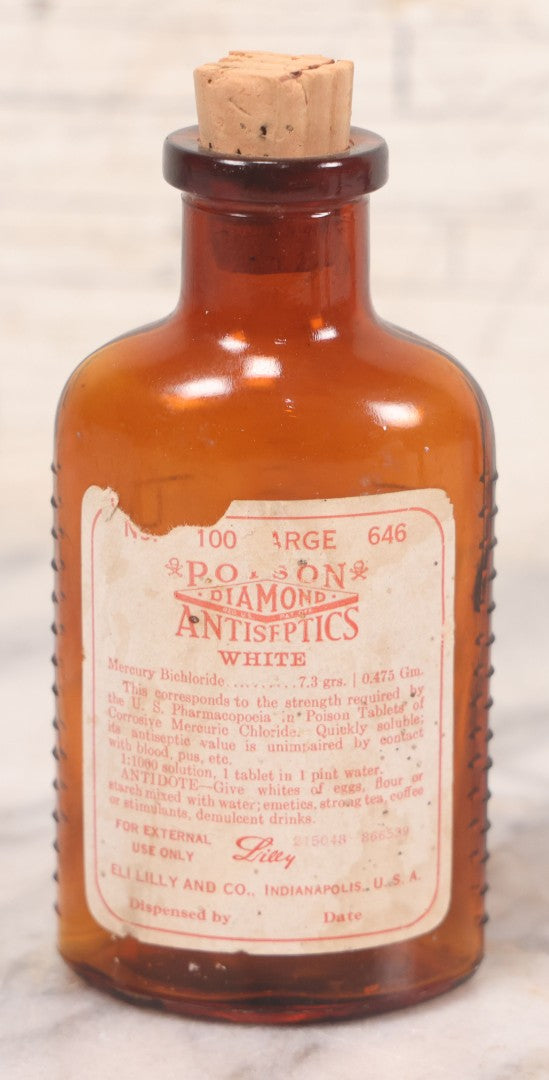 No. 100 ARGE 646
POISON
DIAMOND
REG. U.S. PAT. OFF.
ANTISEPTICS
WHITE
Mercury Bichloride..........7.3 grs. | 0.475 Gm.
This corresponds to the strength required by
the U. S. Pharmacopoeia in Poison Tablets of
Corrosive Mercuric Chloride. Quickly soluble;
its antiseptic value is unimpaired by contact
with blood, pus, etc.
1:1000 solution, 1 tablet in 1 pint water.
ANTIDOTE—Give whites of eggs, flour or
starch mixed with water; emetics, strong tea, coffee
or stimulants, demulcent drinks.
FOR EXTERNAL
USE ONLY
Lilly
ELI LILLY AND CO., INDIANAPOLIS, U. S. A.
Dispensed by Date